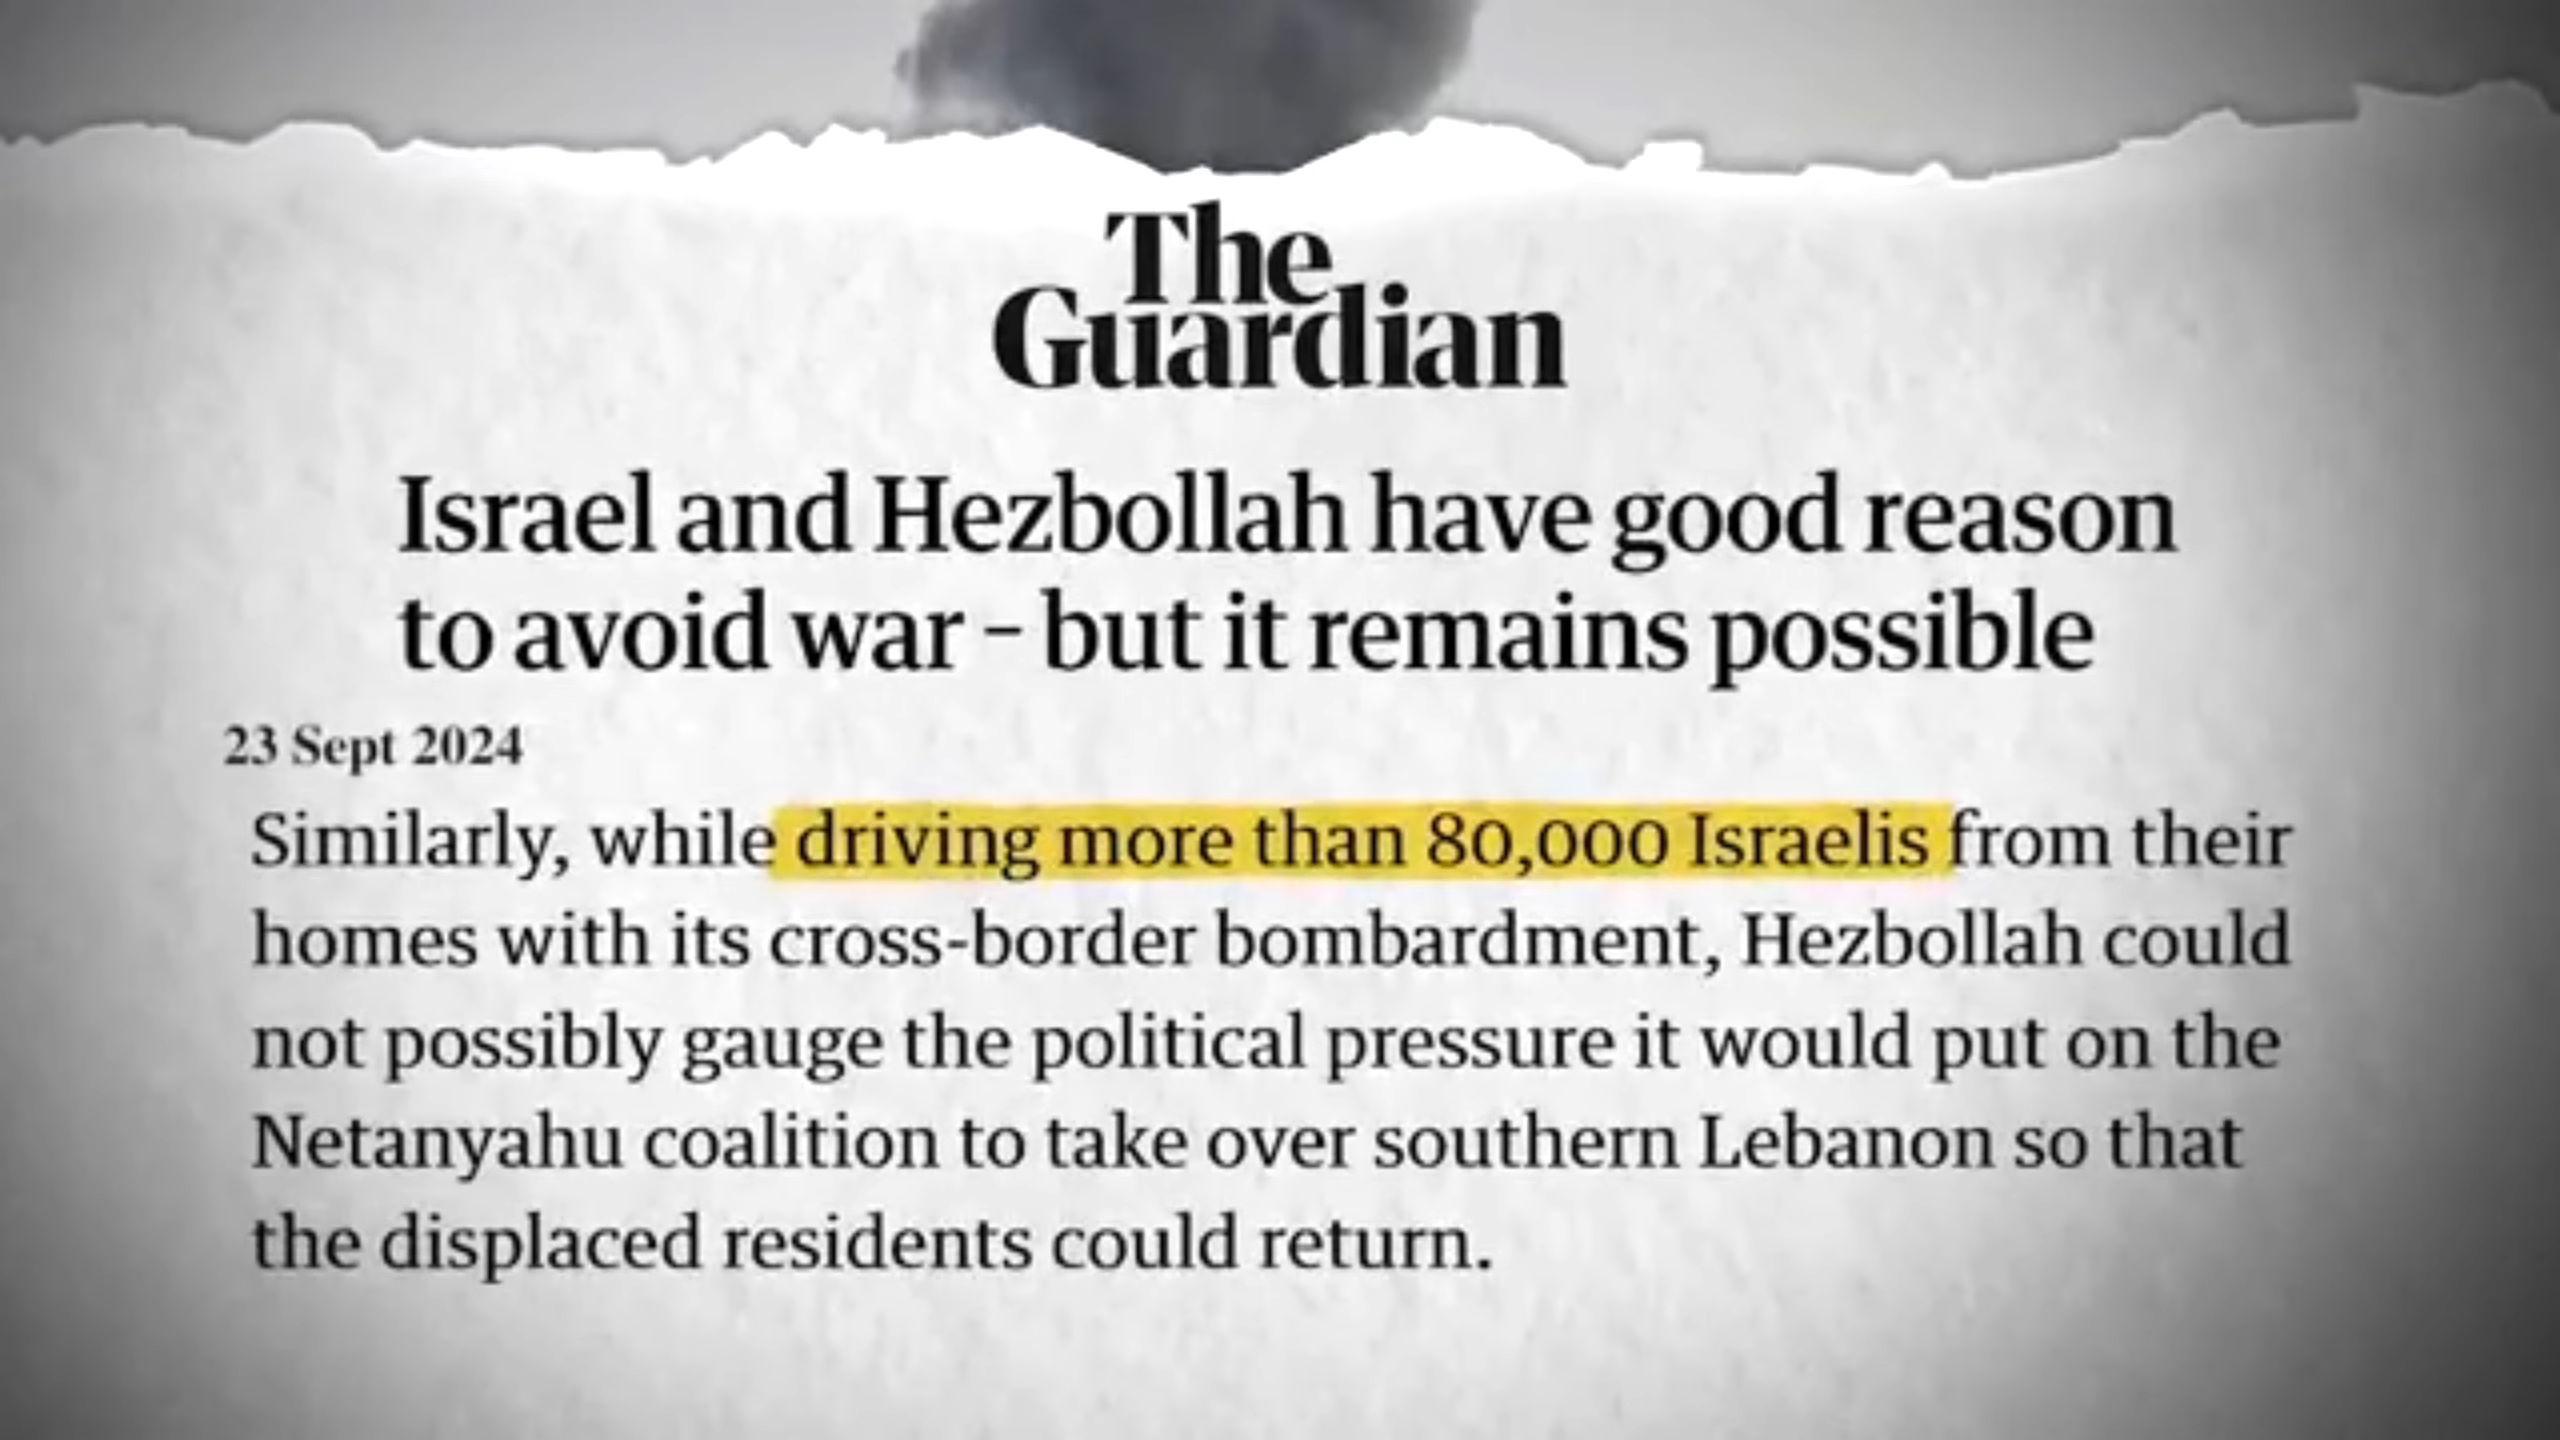 The
Guardian
Israel and Hezbollah have good reason
to avoid war – but it remains possible
23 Sept 2024
Similarly, while driving more than 80,000 Israelis from their
homes with its cross-border bombardment, Hezbollah could
not possibly gauge the political pressure it would put on the
Netanyahu coalition to take over southern Lebanon so that
the displaced residents could return.